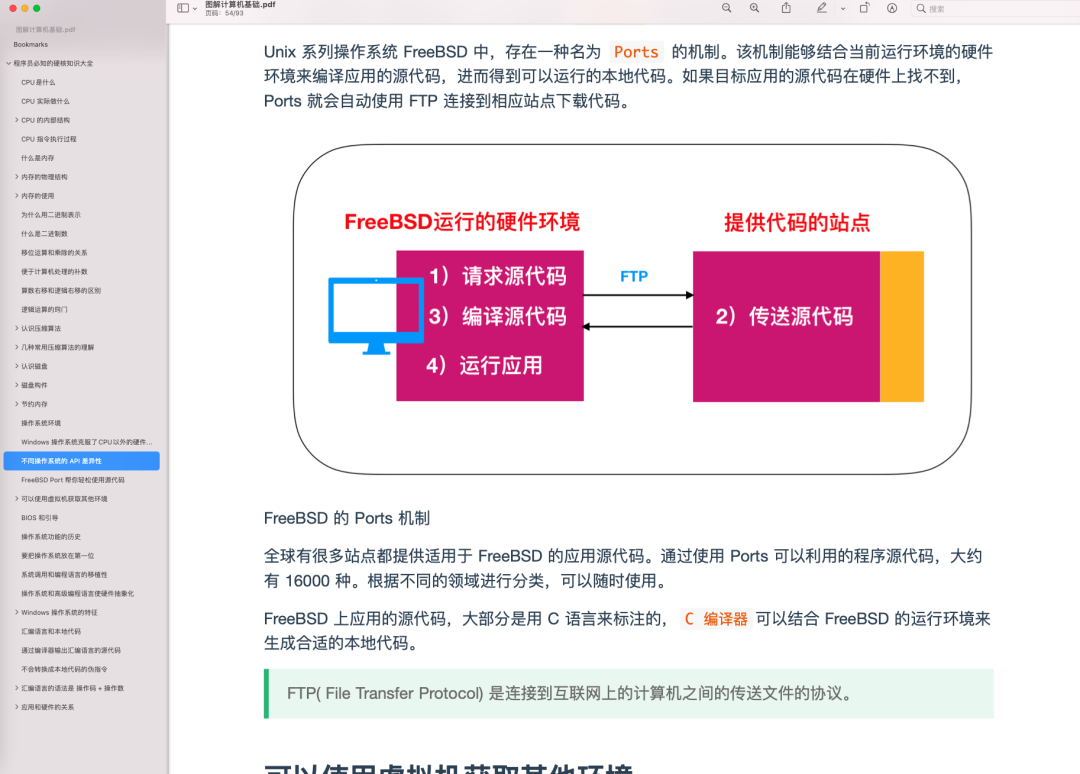 图解计算机基础.pdf
页码：54/93
搜索
图解计算机基础.pdf
Bookmarks
程序员必知的硬核知识大全
CPU 是什么
CPU 实际做什么
CPU 的内部结构
CPU 指令执行过程
什么是内存
内存的物理结构
内存的使用
为什么用二进制表示
什么是二进制数
移位运算和乘除的关系
便于计算机处理的补数
算数右移和逻辑右移的区别
逻辑运算的窍门
认识压缩算法
几种常用压缩算法的理解
认识磁盘
磁盘构件
节约内存
操作系统环境
Windows 操作系统克服了CPU以外的硬件...
不同操作系统的 API 差异性
FreeBSD Port 帮你轻松使用源代码
可以使用虚拟机获取其他环境
BIOS 和引导
操作系统功能的历史
要把操作系统放在第一位
系统调用和编程语言的移植性
操作系统和高级编程语言使硬件抽象化
Windows 操作系统的特征
汇编语言和本地代码
通过编译器输出汇编语言的源代码
不会转换成本地代码的伪指令
汇编语言的语法是 操作码 + 操作数
应用和硬件的关系
Unix 系列操作系统 FreeBSD 中，存在一种名为 Ports 的机制。该机制能够结合当前运行环境的硬件
环境来编译应用的源代码，进而得到可以运行的本地代码。如果目标应用的源代码在硬件上找不到，
Ports 就会自动使用 FTP 连接到相应站点下载代码。
FreeBSD运行的硬件环境
提供代码的站点
1）请求源代码
FTP
3）编译源代码
2）传送源代码
4）运行应用
FreeBSD 的 Ports 机制
全球有很多站点都提供适用于 FreeBSD 的应用源代码。通过使用 Ports 可以利用的程序源代码，大约
有 16000 种。根据不同的领域进行分类，可以随时使用。
FreeBSD 上应用的源代码，大部分是用 C 语言来标注的， C 编译器 可以结合 FreeBSD 的运行环境来
生成合适的本地代码。
FTP( File Transfer Protocol) 是连接到互联网上的计算机之间的传送文件的协议。
可以使用虚拟机获取其他环境